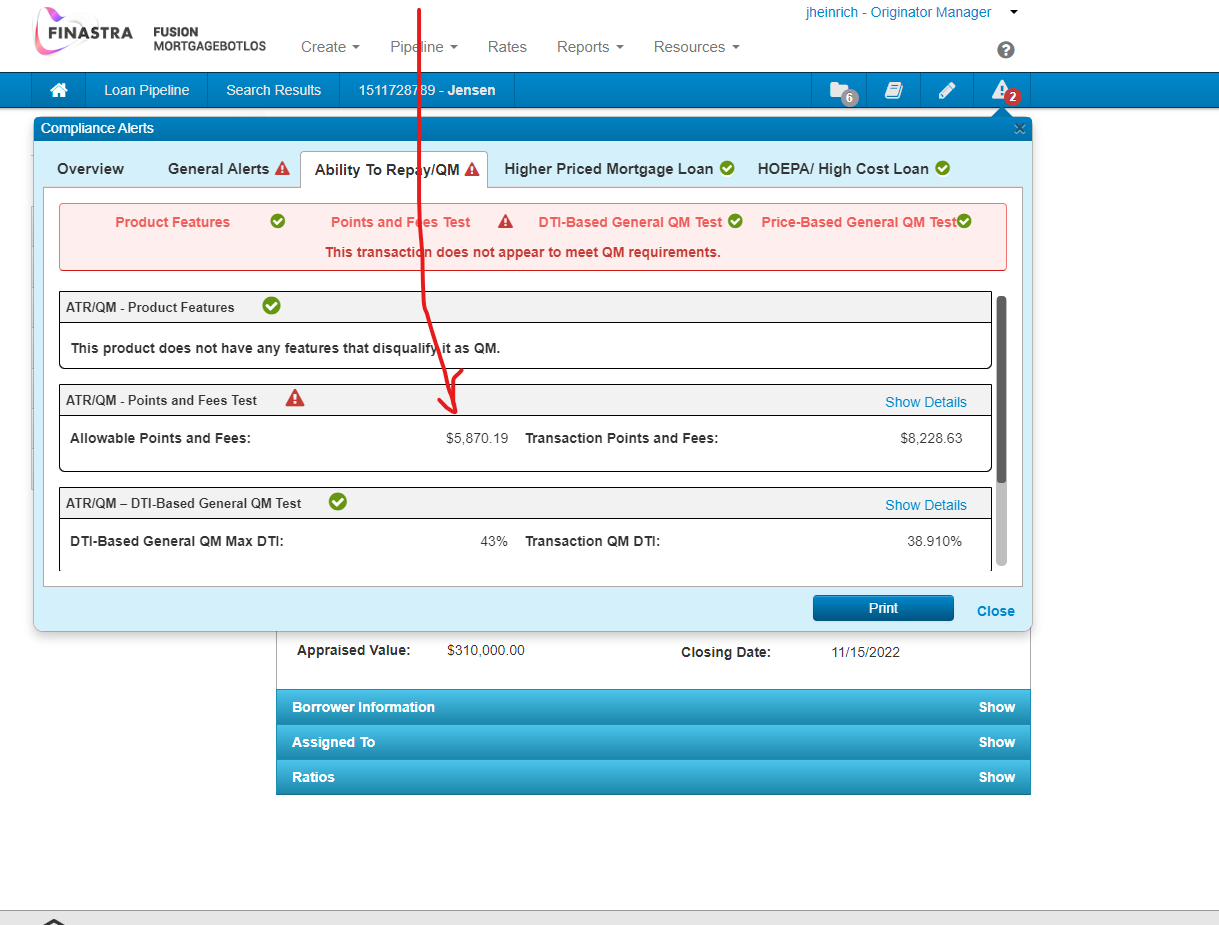 jheinrich - Originator Manager
FINASTRA
FUSION
MORTGAGEBOTLOS
Create Pipeline Rates Reports Resources
?
Loan Pipeline Search Results 1511728789 - Jensen 6 2
Compliance Alerts
Overview General Alerts Ability To Repay/QM Higher Priced Mortgage Loan HOEPA/ High Cost Loan
Product Features Points and Fees Test DTI-Based General QM Test Price-Based General QM Test
This transaction does not appear to meet QM requirements.
ATR/QM - Product Features
This product does not have any features that disqualify it as QM.
ATR/QM - Points and Fees Test Show Details
Allowable Points and Fees: $5,870.19 Transaction Points and Fees: $8,228.63
ATR/QM – DTI-Based General QM Test Show Details
DTI-Based General QM Max DTI: 43% Transaction QM DTI: 38.910%
Print Close
Appraised Value: $310,000.00 Closing Date: 11/15/2022
Borrower Information Show
Assigned To Show
Ratios Show